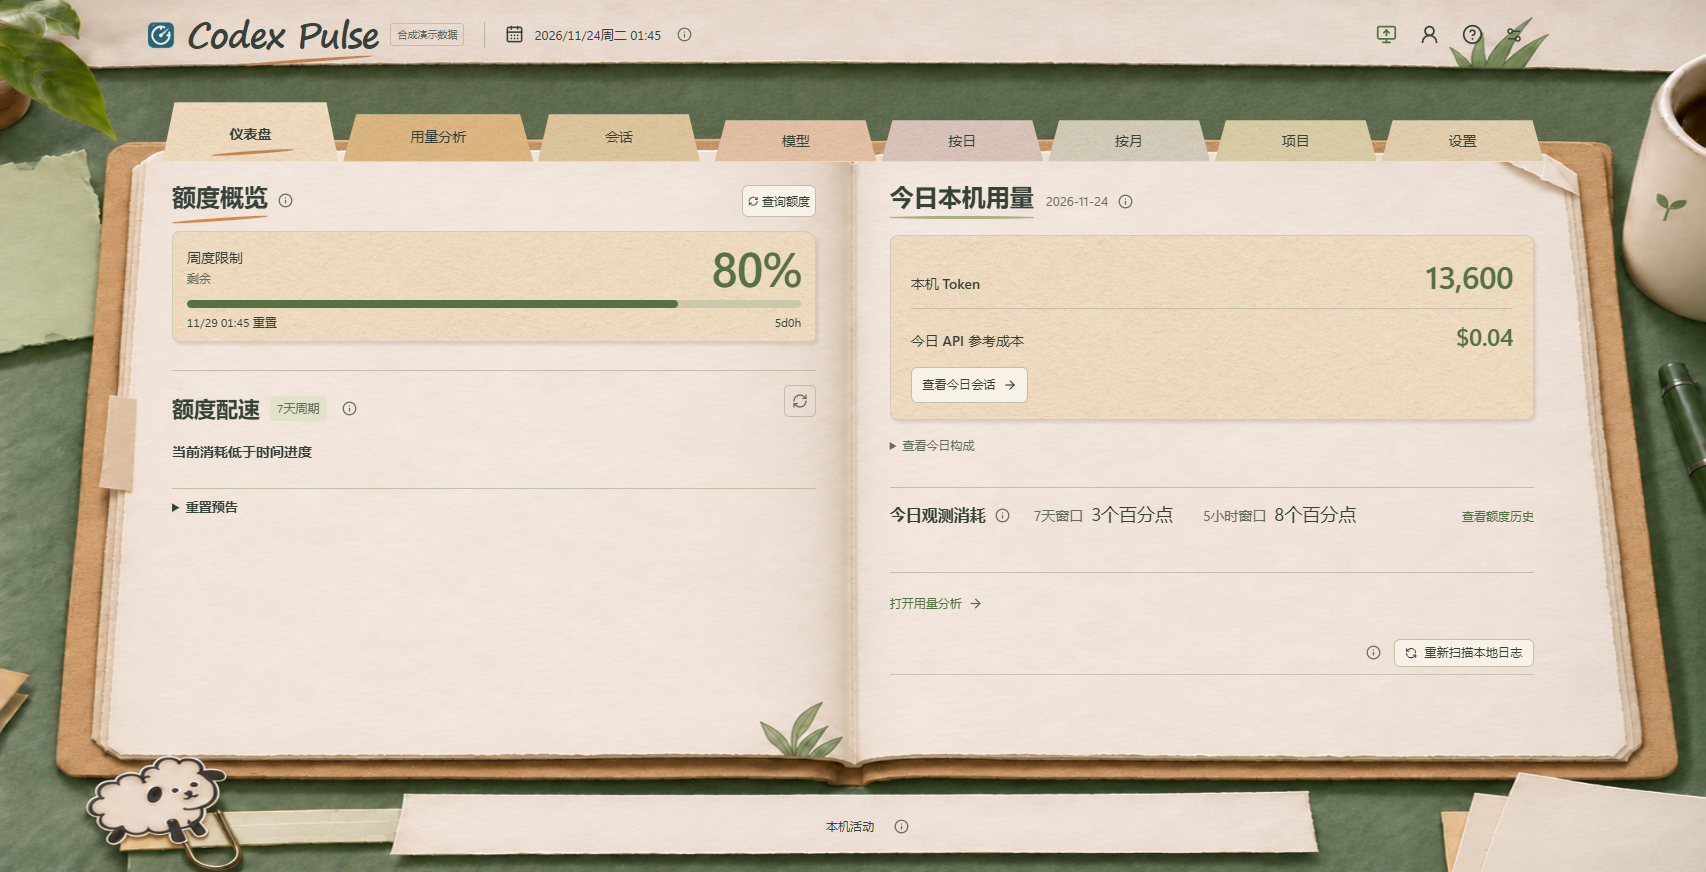 Codex Pulse 合成演示数据 2026/11/24周二 01:45
仪表盘 用量分析 会话 模型 按日 按月 项目 设置
额度概览
查询额度
周度限制
剩余
80%
11/29 01:45 重置 5d0h
额度配速 7天周期
当前消耗低于时间进度
重置预告
今日本机用量 2026-11-24
本机 Token 13,600
今日 API 参考成本 $0.04
查看今日会话
查看今日构成
今日观测消耗 7天窗口 3个百分点 5小时窗口 8个百分点 查看额度历史
打开用量分析
重新扫描本地日志
本机活动